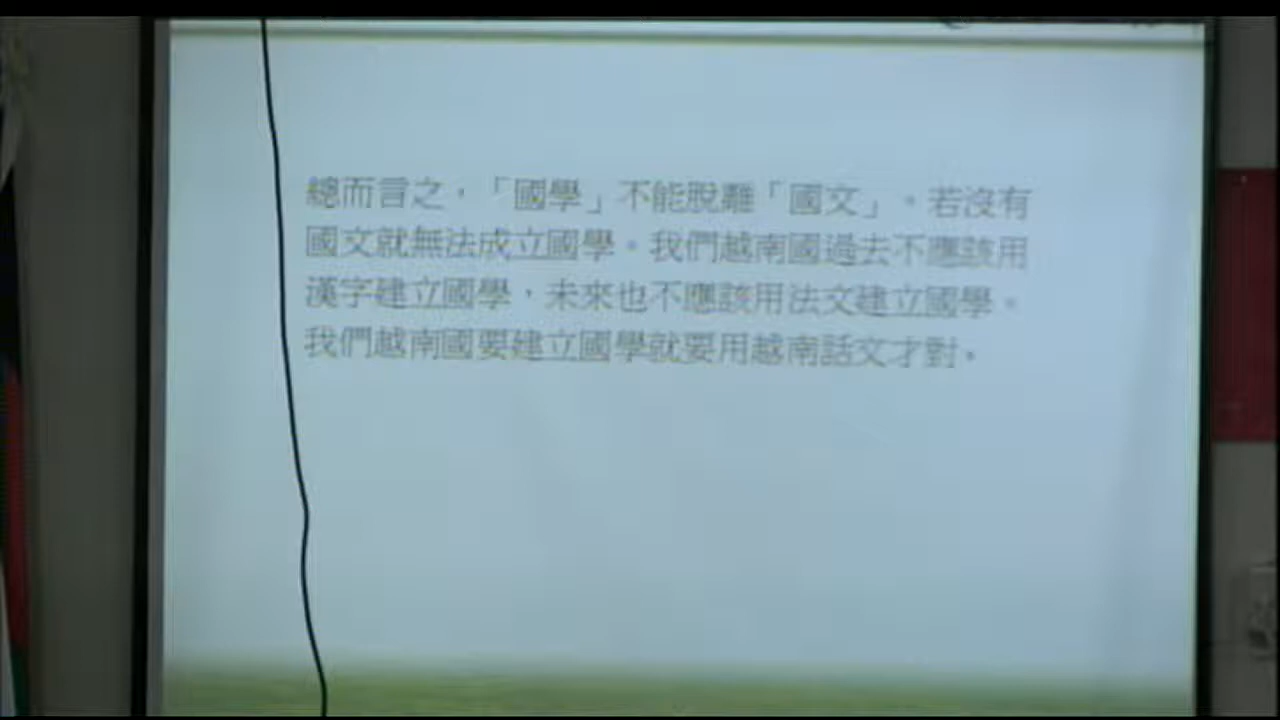 總而言之，「國學」不能脫離「國文」。若沒有
國文就無法成立國學。我們越南國過去不應該用
漢字建立國學，未來也不應該用法文建立國學。
我們越南國要建立國學就要用越南話文才對。